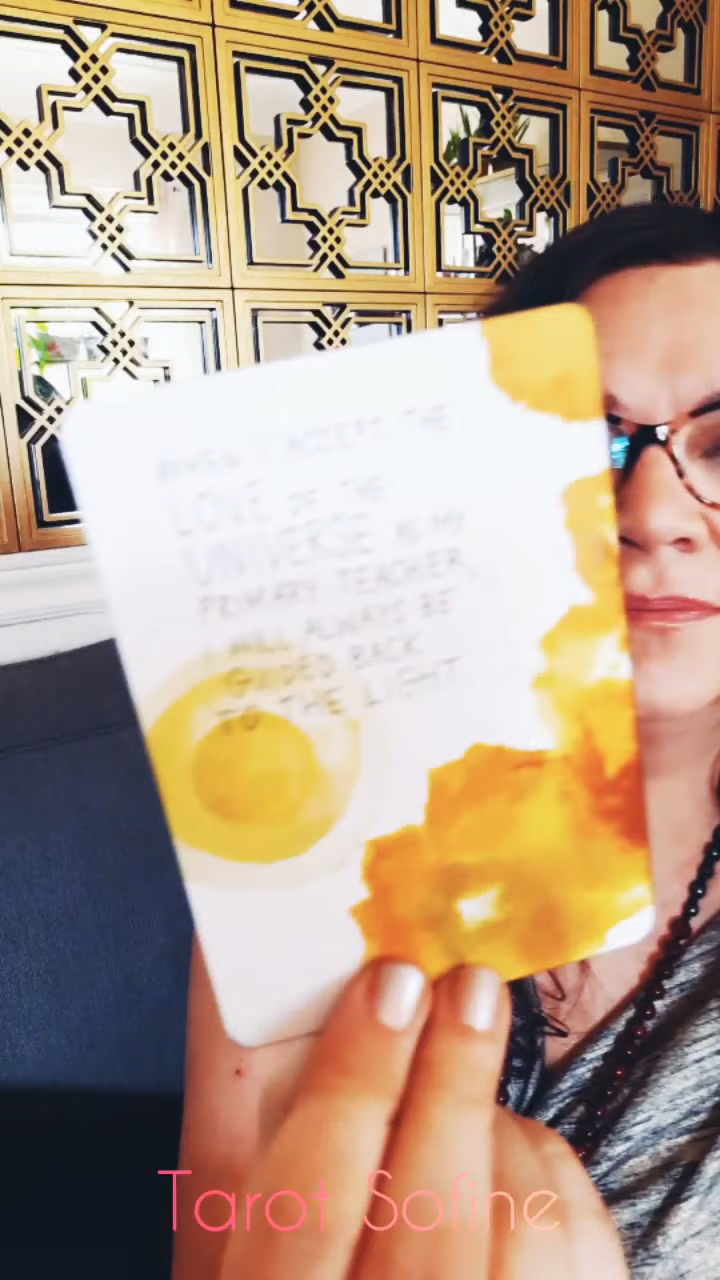 WHEN I ACCEPT THE
LOVE OF THE
UNIVERSE AS MY
PRIMARY TEACHER,
I WILL ALWAYS BE
GUIDED BACK
TO THE LIGHT.
Tarot Sofine